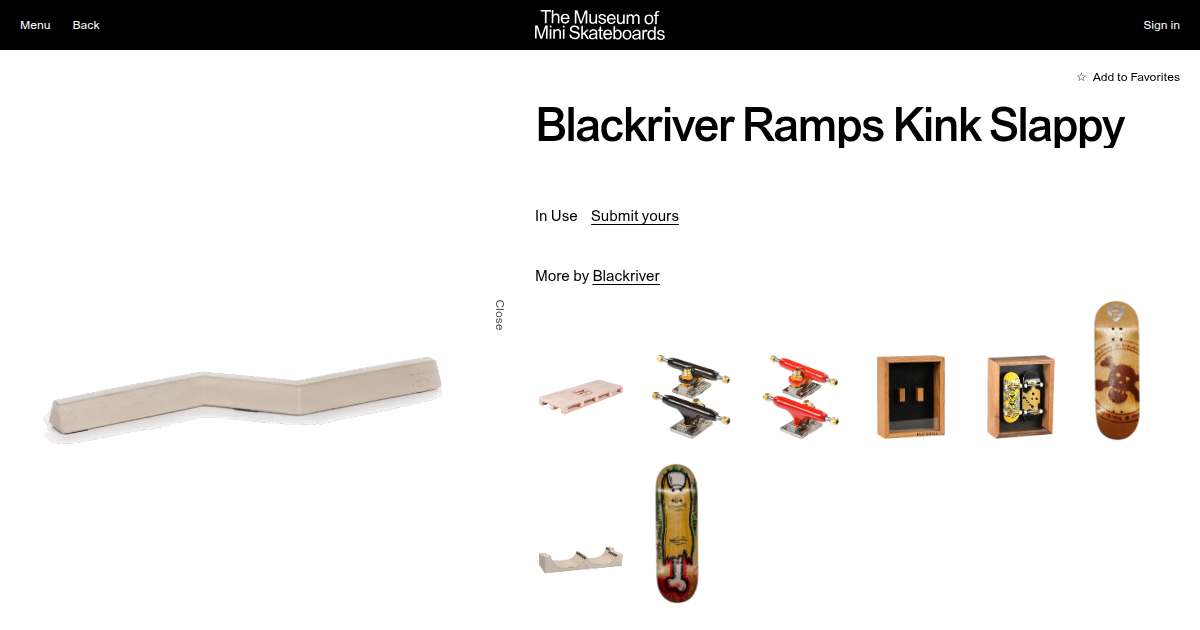 Menu
Back
The Museum of
Mini Skateboards
Sign in
☆ Add to Favorites
Blackriver Ramps Kink Slappy
In Use Submit yours
More by Blackriver
Close